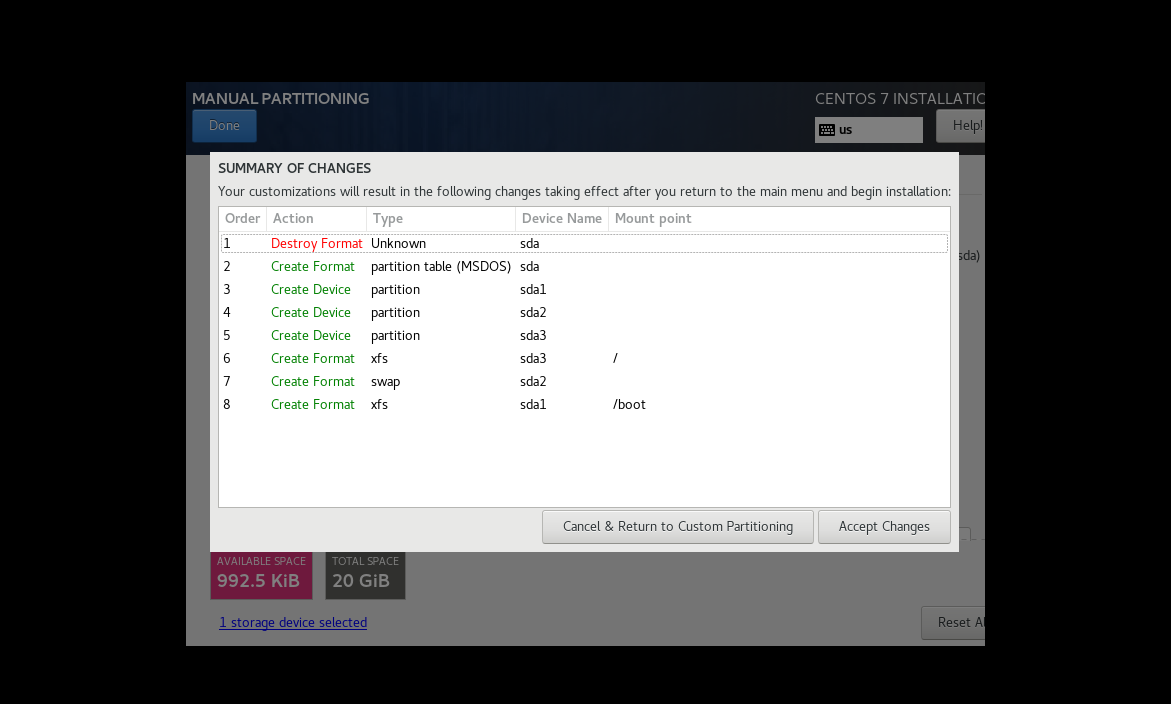 MANUAL PARTITIONING
CENTOS 7 INSTALLATIO
Done
us
Help!
SUMMARY OF CHANGES
Your customizations will result in the following changes taking effect after you return to the main menu and begin installation:
Order Action Type Device Name Mount point
1 Destroy Format Unknown sda
2 Create Format partition table (MSDOS) sda
3 Create Device partition sda1
4 Create Device partition sda2
5 Create Device partition sda3
6 Create Format xfs sda3 /
7 Create Format swap sda2
8 Create Format xfs sda1 /boot
sda)
Cancel & Return to Custom Partitioning Accept Changes
AVAILABLE SPACE
992.5 KiB
TOTAL SPACE
20 GiB
1 storage device selected
Reset Al